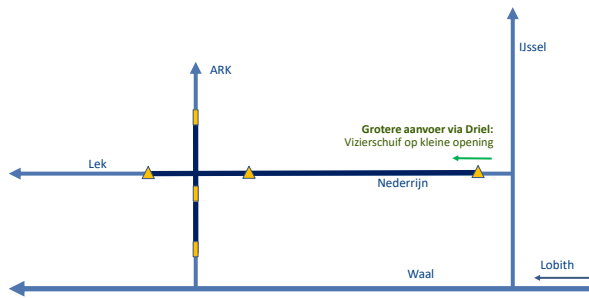 IJssel
ARK
Grotere aanvoer via Driel:
Vizierschuif op kleine opening
Lek
Nederrijn
Lobith
Waal